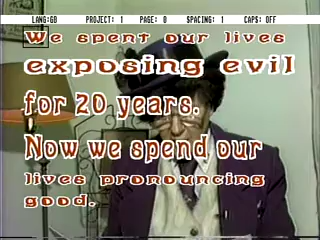 LANG:GD PROJECT: 1 PAGE: 0 SPACING: 1 CAPS: OFF
We spent our lives
exposing evil
for 20 years.
Now we spend our
lives pronouncing
good.